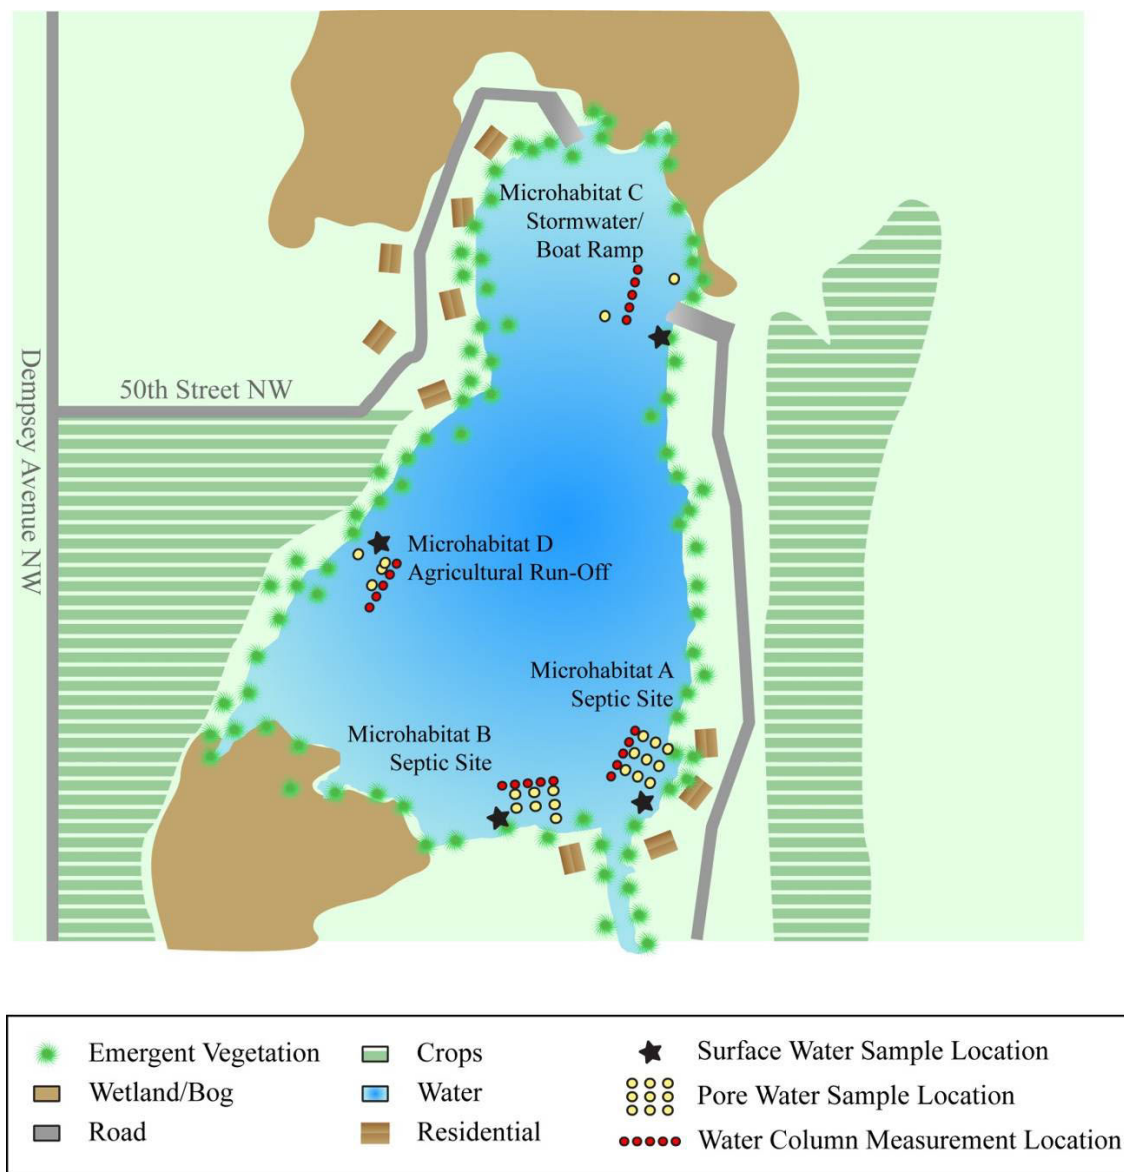 Microhabitat C
Stormwater/
Boat Ramp
50th Street NW
Dempsey Avenue NW
Microhabitat D
Agricultural Run-Off
Microhabitat A
Septic Site
Microhabitat B
Septic Site
Emergent Vegetation
Crops
Surface Water Sample Location
Wetland/Bog
Water
Pore Water Sample Location
Road
Residential
Water Column Measurement Location